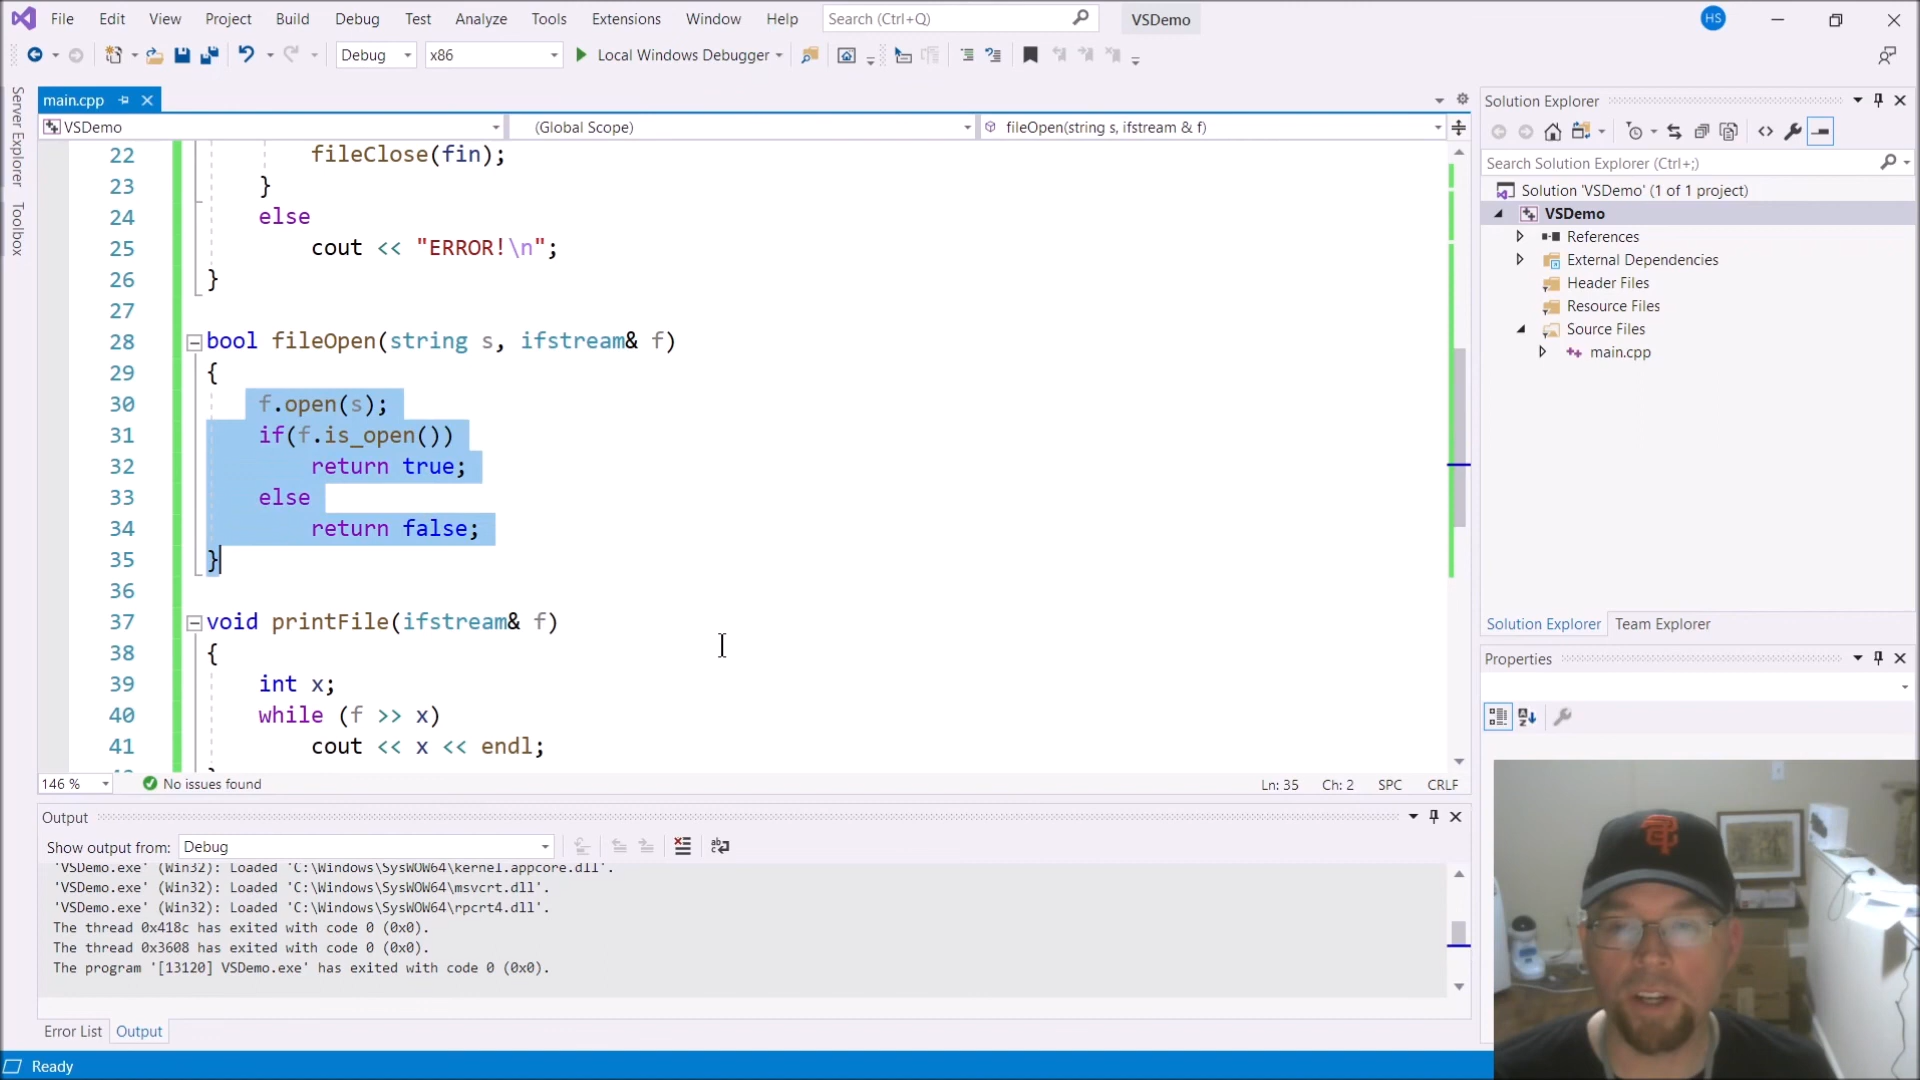 File Edit View Project Build Debug Test Analyze Tools Extensions Window Help Search (Ctrl+Q) VSDemo HS
Debug x86 Local Windows Debugger
Server Explorer
Toolbox
main.cpp
VSDemo (Global Scope) fileOpen(string s, ifstream & f)
22 fileClose(fin);
23 }
24 else
25 cout << "ERROR!\n";
26 }
27
28 bool fileOpen(string s, ifstream& f)
29 {
30 f.open(s);
31 if(f.is_open())
32 return true;
33 else
34 return false;
35 }
36
37 void printFile(ifstream& f)
38 {
39 int x;
40 while (f >> x)
41 cout << x << endl;
146 % No issues found Ln: 35 Ch: 2 SPC CRLF
Output
Show output from: Debug
'VSDemo.exe' (Win32): Loaded 'C:\Windows\SysWOW64\kernel.appcore.dll'.
'VSDemo.exe' (Win32): Loaded 'C:\Windows\SysWOW64\msvcrt.dll'.
'VSDemo.exe' (Win32): Loaded 'C:\Windows\SysWOW64\rpcrt4.dll'.
The thread 0x418c has exited with code 0 (0x0).
The thread 0x3608 has exited with code 0 (0x0).
The program '[13120] VSDemo.exe' has exited with code 0 (0x0).
Error List Output
Ready
Solution Explorer
Search Solution Explorer (Ctrl+;)
Solution 'VSDemo' (1 of 1 project)
VSDemo
References
External Dependencies
Header Files
Resource Files
Source Files
main.cpp
Solution Explorer Team Explorer
Properties